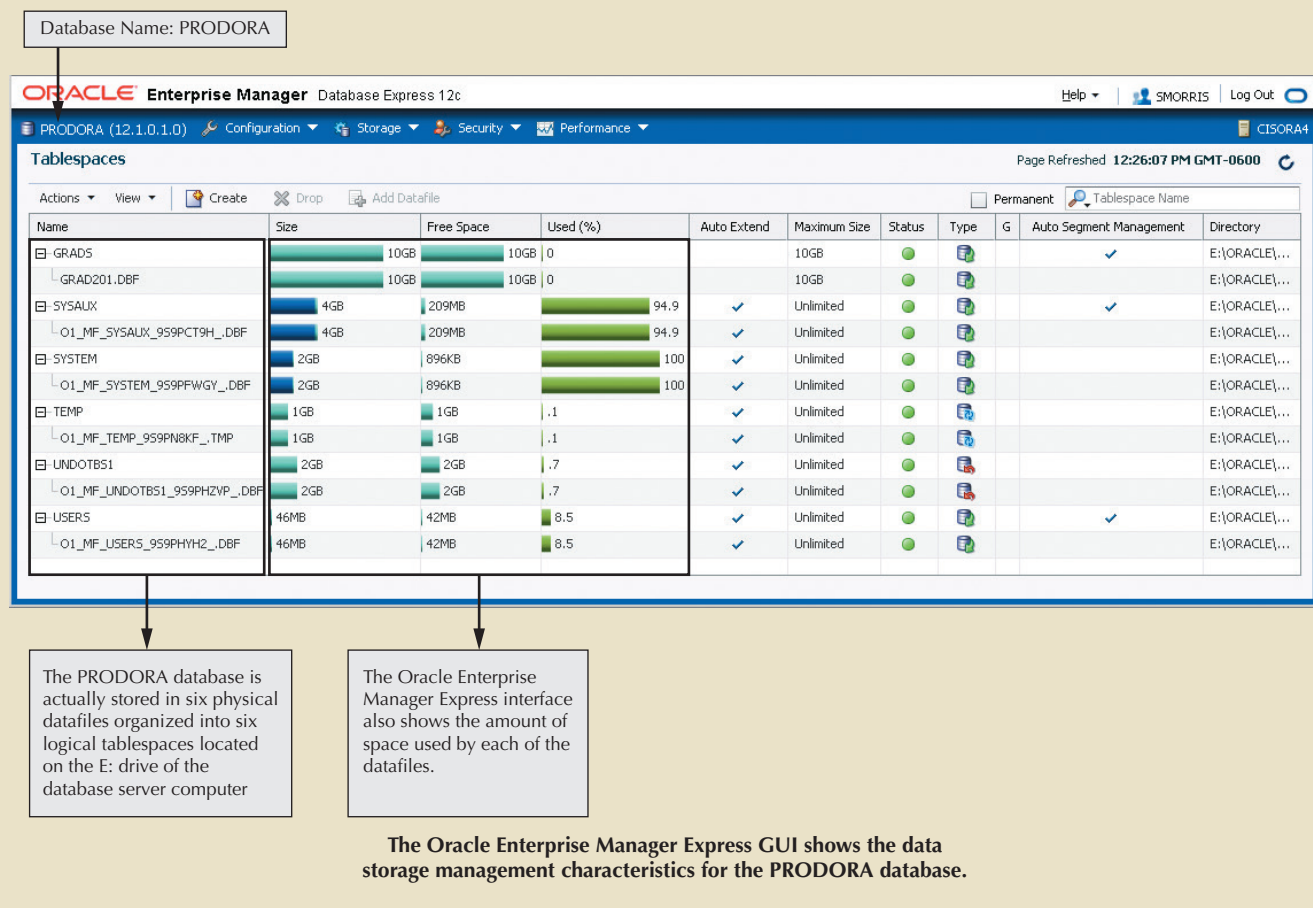 Database Name: PRODORA
ORACLE Enterprise Manager Database Express 12c Help SMORRIS Log Out
PRODORA (12.1.0.1.0) Configuration Storage Security Performance CISORA4
Tablespaces Page Refreshed 12:26:07 PM GMT-0600
Actions View Create Drop Add Datafile Permanent Tablespace Name
Name Size Free Space Used (%) Auto Extend Maximum Size Status Type G Auto Segment Management Directory
GRADS 10GB 10GB 0 10GB E:\ORACLE\...
GRAD201.DBF 10GB 10GB 0 10GB E:\ORACLE\...
SYSAUX 4GB 209MB 94.9 Unlimited E:\ORACLE\...
O1_MF_SYSAUX_9S9PCT9H_.DBF 4GB 209MB 94.9 Unlimited E:\ORACLE\...
SYSTEM 2GB 896KB 100 Unlimited E:\ORACLE\...
O1_MF_SYSTEM_9S9PFWGY_.DBF 2GB 896KB 100 Unlimited E:\ORACLE\...
TEMP 1GB 1GB .1 Unlimited E:\ORACLE\...
O1_MF_TEMP_9S9PN8KF_.TMP 1GB 1GB .1 Unlimited E:\ORACLE\...
UNDOTBS1 2GB 2GB .7 Unlimited E:\ORACLE\...
O1_MF_UNDOTBS1_9S9PHZVP_.DBF 2GB 2GB .7 Unlimited E:\ORACLE\...
USERS 46MB 42MB 8.5 Unlimited E:\ORACLE\...
O1_MF_USERS_9S9PHYH2_.DBF 46MB 42MB 8.5 Unlimited E:\ORACLE\...
The PRODORA database is
actually stored in six physical
datafiles organized into six
logical tablespaces located
on the E: drive of the
database server computer
The Oracle Enterprise
Manager Express interface
also shows the amount of
space used by each of the
datafiles.
The Oracle Enterprise Manager Express GUI shows the data
storage management characteristics for the PRODORA database.